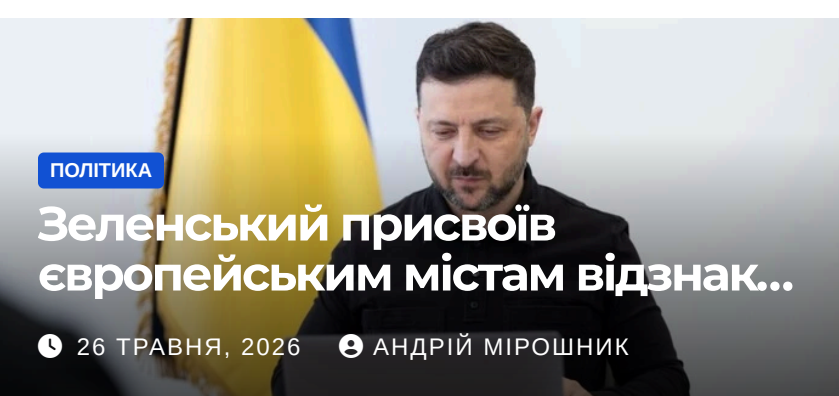 ПОЛІТИКА
Зеленський присвоїв
європейським містам відзнак...
26 ТРАВНЯ, 2026 АНДРІЙ МІРОШНИК